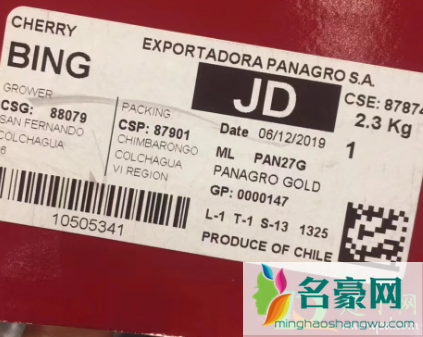 CHERRY
BING
EXPORTADORA PANAGRO S.A.
JD
CSE: 87874
2.3 Kg
1
GROWER
CSG: 88079
SAN FERNANDO
COLCHAGUA
6
PACKING
CSP: 87901
CHIMBARONGO
COLCHAGUA
VI REGION
Date 06/12/2019
ML PAN27G
PANAGRO GOLD
GP: 0000147
L-1 T-1 S-13 1325
PRODUCE OF CHILE
10505341
名豪网
minghaoshangwu.com